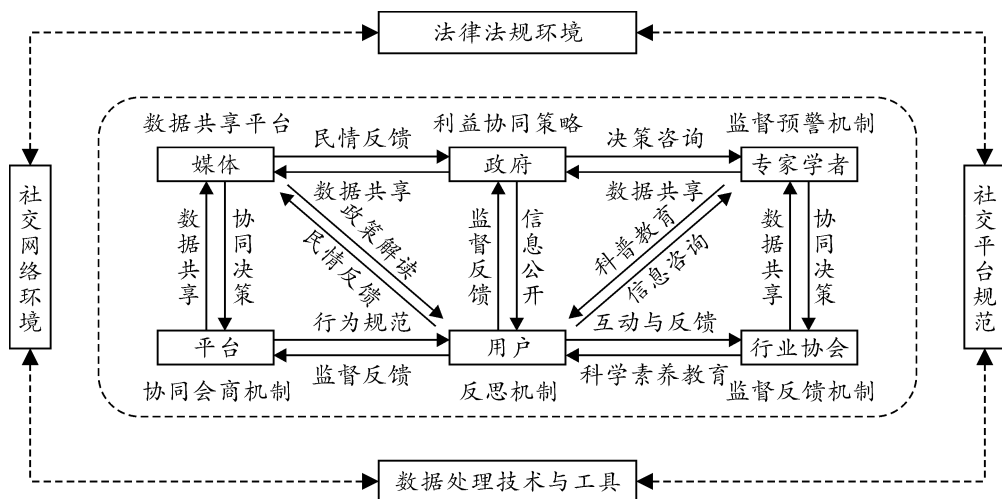 法律法规环境
数据共享平台
利益协同策略
监督预警机制
民情反馈
决策咨询
媒体
政府
专家学者
数据共享
数据共享
社交网络环境
数据共享
协同决策
政策解读
民情反馈
监督反馈
信息公开
科普教育
信息咨询
数据共享
协同决策
社交平台规范
行为规范
互动与反馈
平台
用户
行业协会
监督反馈
科学素养教育
协同会商机制
反思机制
监督反馈机制
数据处理技术与工具